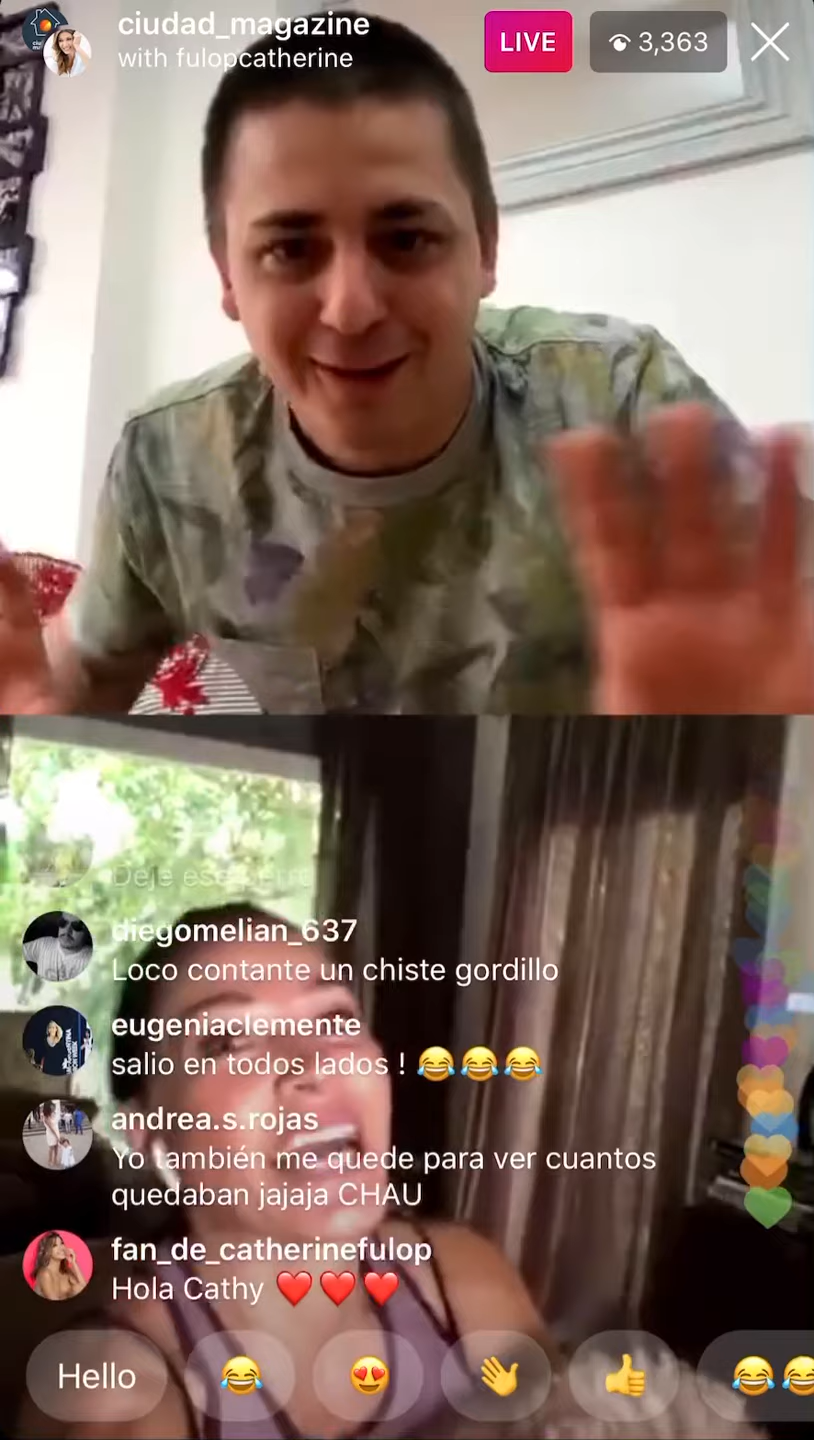 ciudad_magazine
with fulopcatherine
LIVE
3,363
diegomelian_637
Loco contante un chiste gordillo
eugeniaclemente
salio en todos lados ! 😂😂😂
andrea.s.rojas
Yo también me quede para ver cuantos
quedaban jajaja CHAU
fan_de_catherinefulop
Hola Cathy ❤️❤️❤️
Hello 😂 😍 👋 👍 😂😂